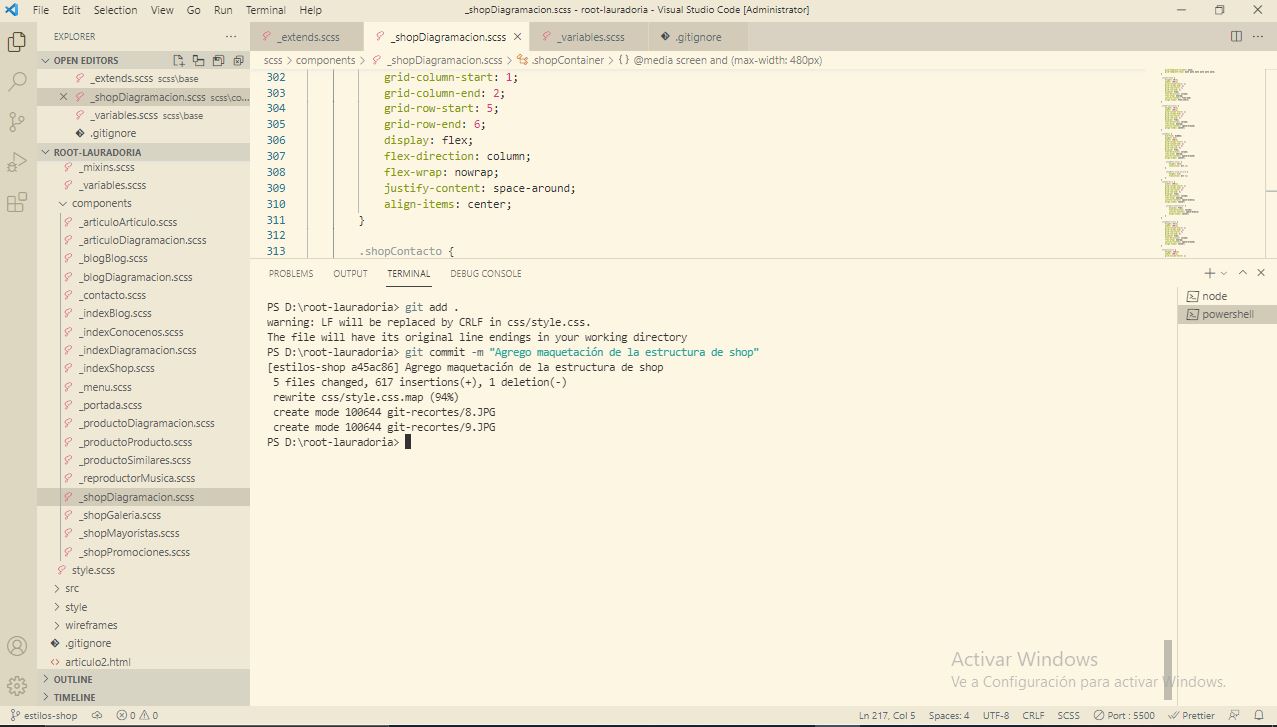 File Edit Selection View Go Run Terminal Help
_shopDiagramacion.scss - root-lauradoria - Visual Studio Code [Administrator]
EXPLORER
OPEN EDITORS
_extends.scss scss\base
_shopDiagramacion.scss scss\co...
_variables.scss scss\base
.gitignore
ROOT-LAURADORIA
_mixins.scss
_variables.scss
components
_articuloArticulo.scss
_articuloDiagramacion.scss
_blogBlog.scss
_blogDiagramacion.scss
_contacto.scss
_indexBlog.scss
_indexConocenos.scss
_indexDiagramacion.scss
_indexShop.scss
_menu.scss
_portada.scss
_productoDiagramacion.scss
_productoProducto.scss
_productoSimilares.scss
_reproductorMusica.scss
_shopDiagramacion.scss
_shopGaleria.scss
_shopMayoristas.scss
_shopPromociones.scss
style.scss
src
style
wireframes
.gitignore
articulo2.html
OUTLINE
TIMELINE
_extends.scss
_shopDiagramacion.scss
_variables.scss
.gitignore
scss > components > _shopDiagramacion.scss > .shopContainer > { } @media screen and (max-width: 480px)
302 grid-column-start: 1;
303 grid-column-end: 2;
304 grid-row-start: 5;
305 grid-row-end: 6;
306 display: flex;
307 flex-direction: column;
308 flex-wrap: nowrap;
309 justify-content: space-around;
310 align-items: center;
311 }
312
313 .shopContacto {
PROBLEMS OUTPUT TERMINAL DEBUG CONSOLE
PS D:\root-lauradoria> git add .
warning: LF will be replaced by CRLF in css/style.css.
The file will have its original line endings in your working directory
PS D:\root-lauradoria> git commit -m "Agrego maquetación de la estructura de shop"
[estilos-shop a45ac86] Agrego maquetación de la estructura de shop
5 files changed, 617 insertions(+), 1 deletion(-)
rewrite css/style.css.map (94%)
create mode 100644 git-recortes/8.JPG
create mode 100644 git-recortes/9.JPG
PS D:\root-lauradoria>
node
powershell
Activar Windows
Ve a Configuración para activar Windows.
estilos-shop 0 0
Ln 217, Col 5 Spaces: 4 UTF-8 CRLF SCSS Port : 5500 Prettier